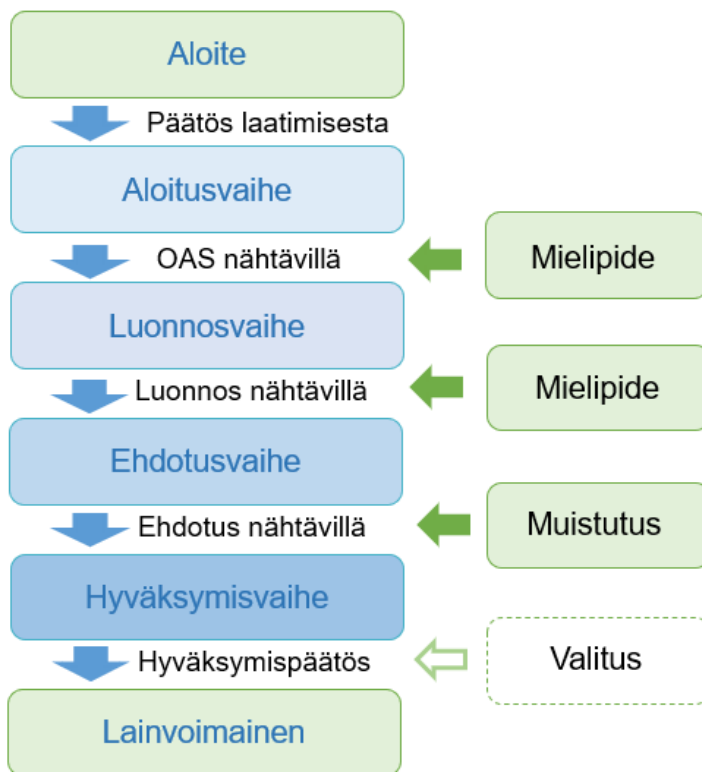 Aloite
Päätös laatimisesta
Aloitusvaihe
OAS nähtävillä
Mielipide
Luonnosvaihe
Luonnos nähtävillä
Mielipide
Ehdotusvaihe
Ehdotus nähtävillä
Muistutus
Hyväksymisvaihe
Hyväksymispäätös
Valitus
Lainvoimainen